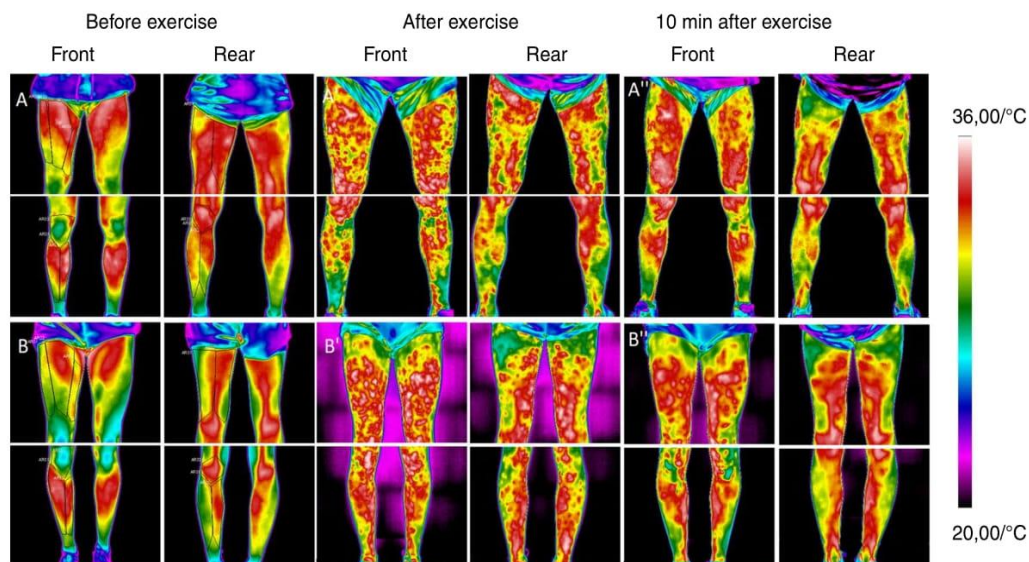 Before exercise
After exercise
10 min after exercise
Front
Rear
Front
Rear
Front
Rear
A
A'
A"
36,00/°C
B
B'
B"
20,00/°C